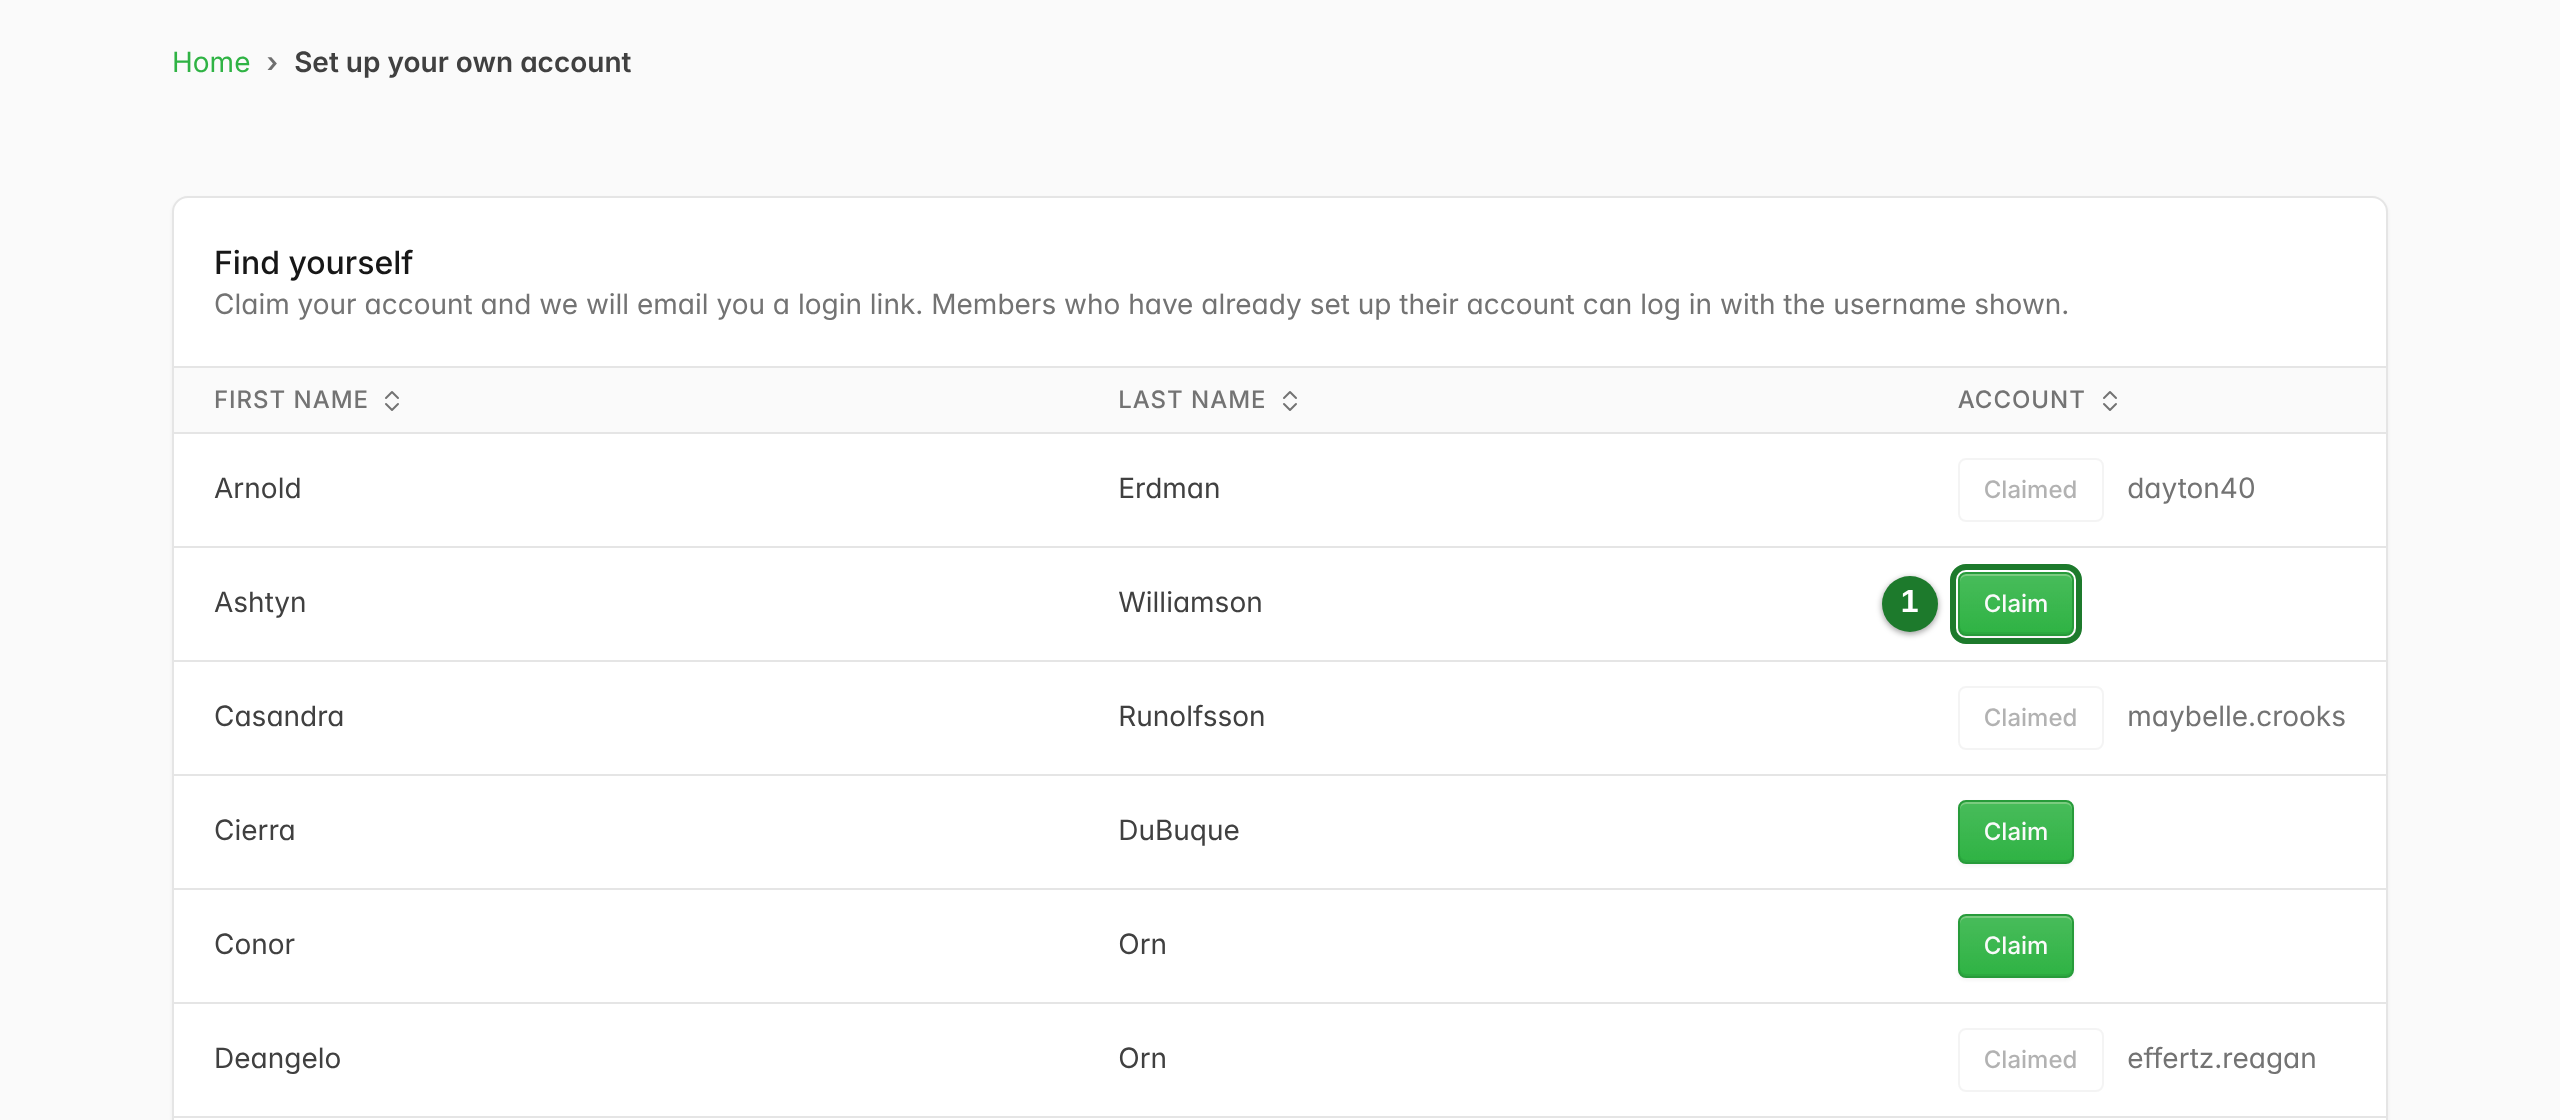 Home › Set up your own account
Find yourself
Claim your account and we will email you a login link. Members who have already set up their account can log in with the username shown.
FIRST NAME LAST NAME ACCOUNT
Arnold Erdman Claimed dayton40
Ashtyn Williamson 1 Claim
Casandra Runolfsson Claimed maybelle.crooks
Cierra DuBuque Claim
Conor Orn Claim
Deangelo Orn Claimed effertz.reagan